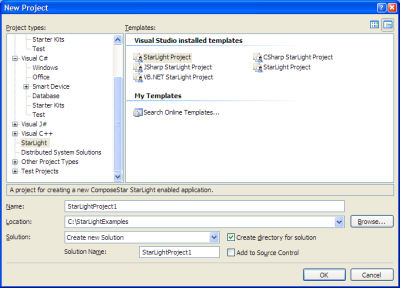 New Project
Project types:
Templates:
Starter Kits
Test
Visual C#
Windows
Office
Smart Device
Database
Starter Kits
Test
Visual J#
Visual C++
StarLight
Distributed System Solutions
Other Project Types
Test Projects
Visual Studio installed templates
StarLight Project
CSharp StarLight Project
JSharp StarLight Project
StarLight Project
VB.NET StarLight Project
My Templates
Search Online Templates...
A project for creating a new ComposeStar StarLight enabled application.
Name:
StarLightProject1
Location:
C:\StarLightExamples
Browse...
Solution:
Create new Solution
Create directory for solution
Solution Name:
StarLightProject1
Add to Source Control
OK
Cancel